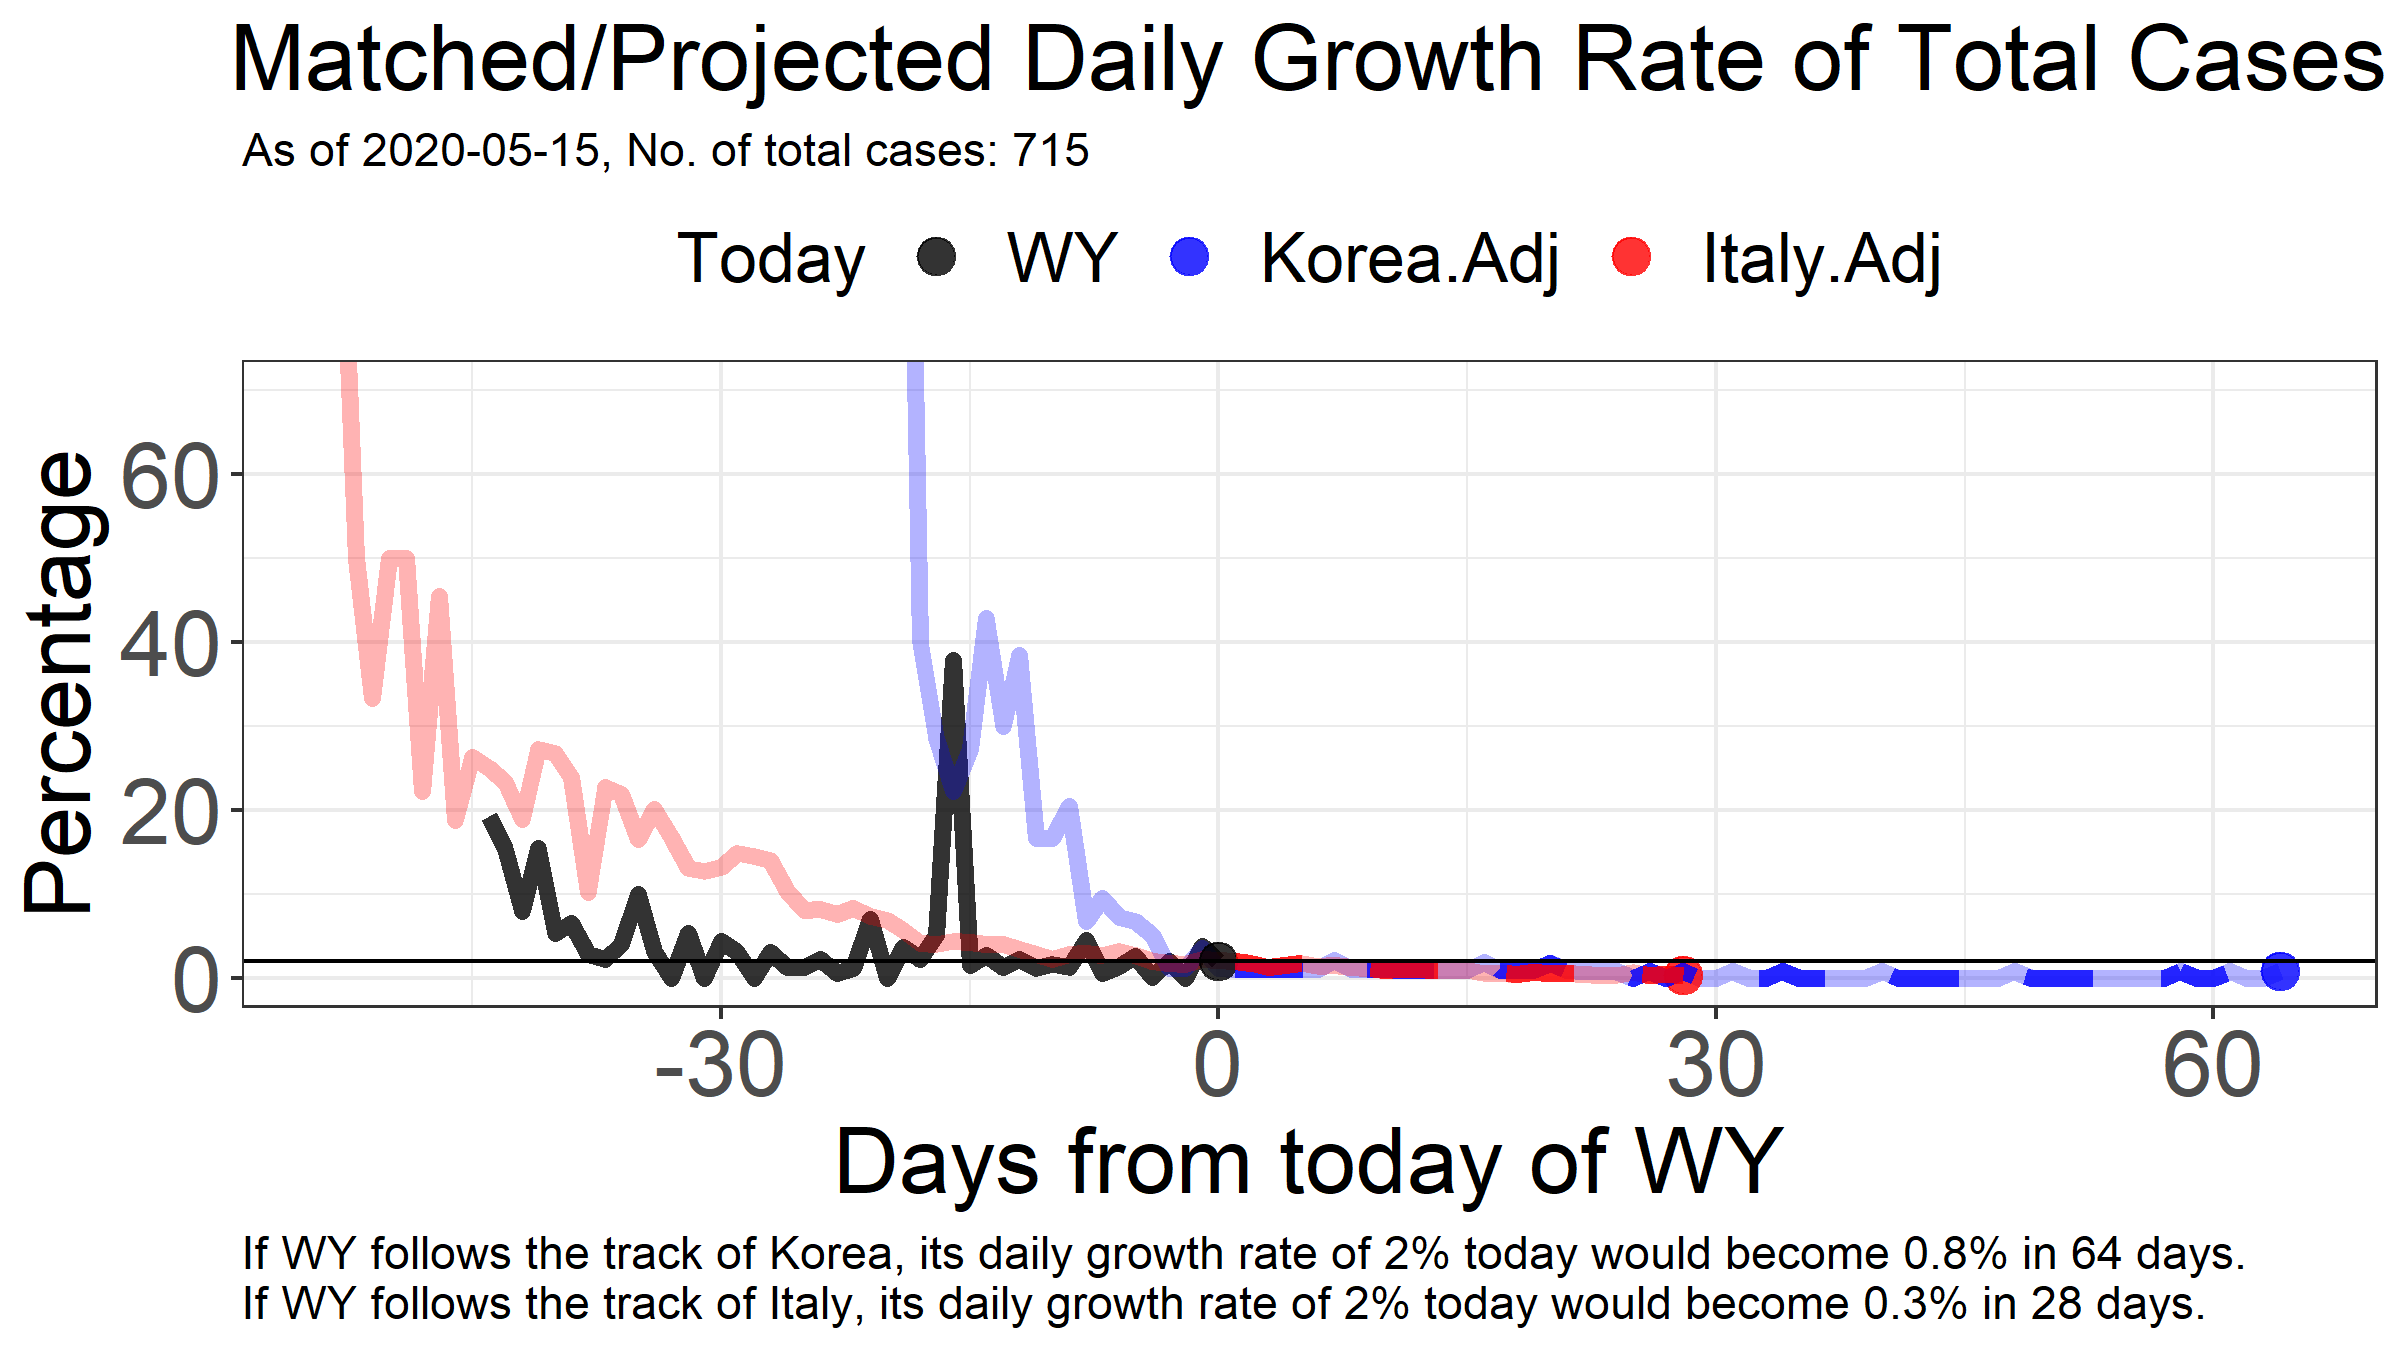 Matched/Projected Daily Growth Rate of Total Cases
As of 2020-05-15, No. of total cases: 715
Today WY Korea.Adj Italy.Adj
Percentage
60
40
20
0
-30 0 30 60
Days from today of WY
If WY follows the track of Korea, its daily growth rate of 2% today would become 0.8% in 64 days.
If WY follows the track of Italy, its daily growth rate of 2% today would become 0.3% in 28 days.